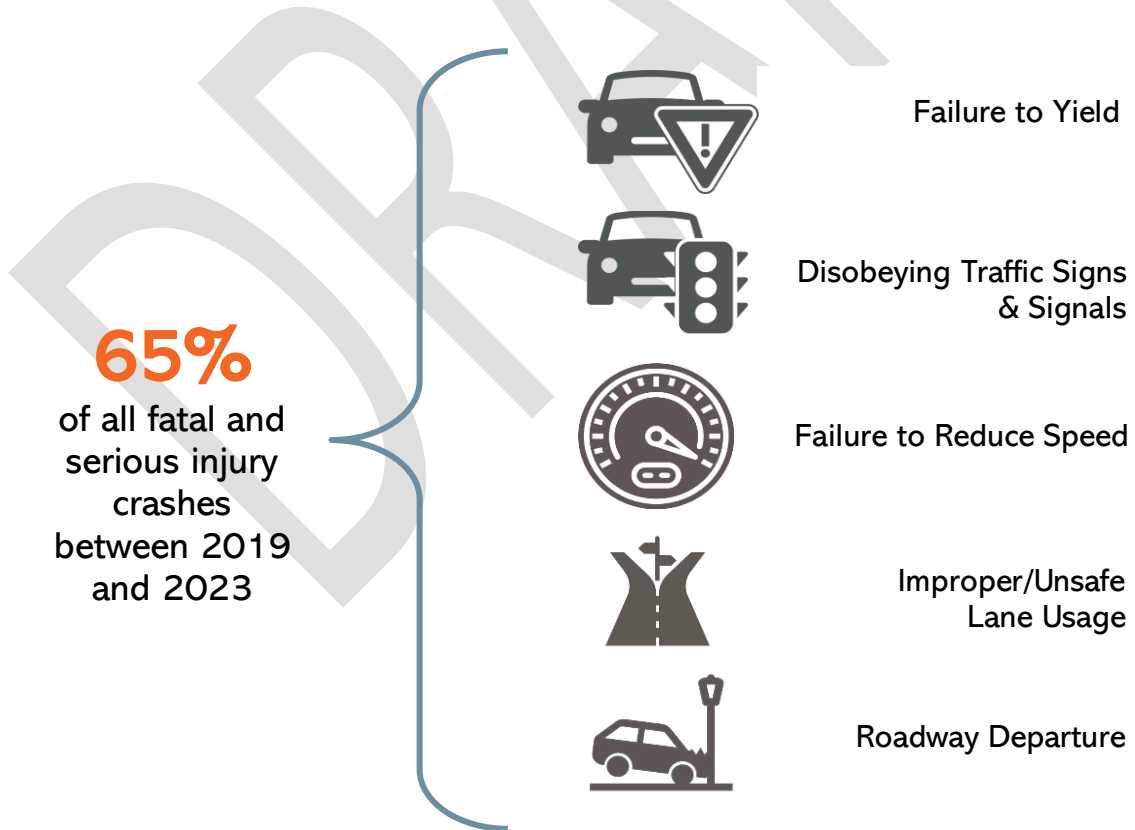 65%
of all fatal and
serious injury
crashes
between 2019
and 2023
Failure to Yield
Disobeying Traffic Signs
& Signals
Failure to Reduce Speed
Improper/Unsafe
Lane Usage
Roadway Departure